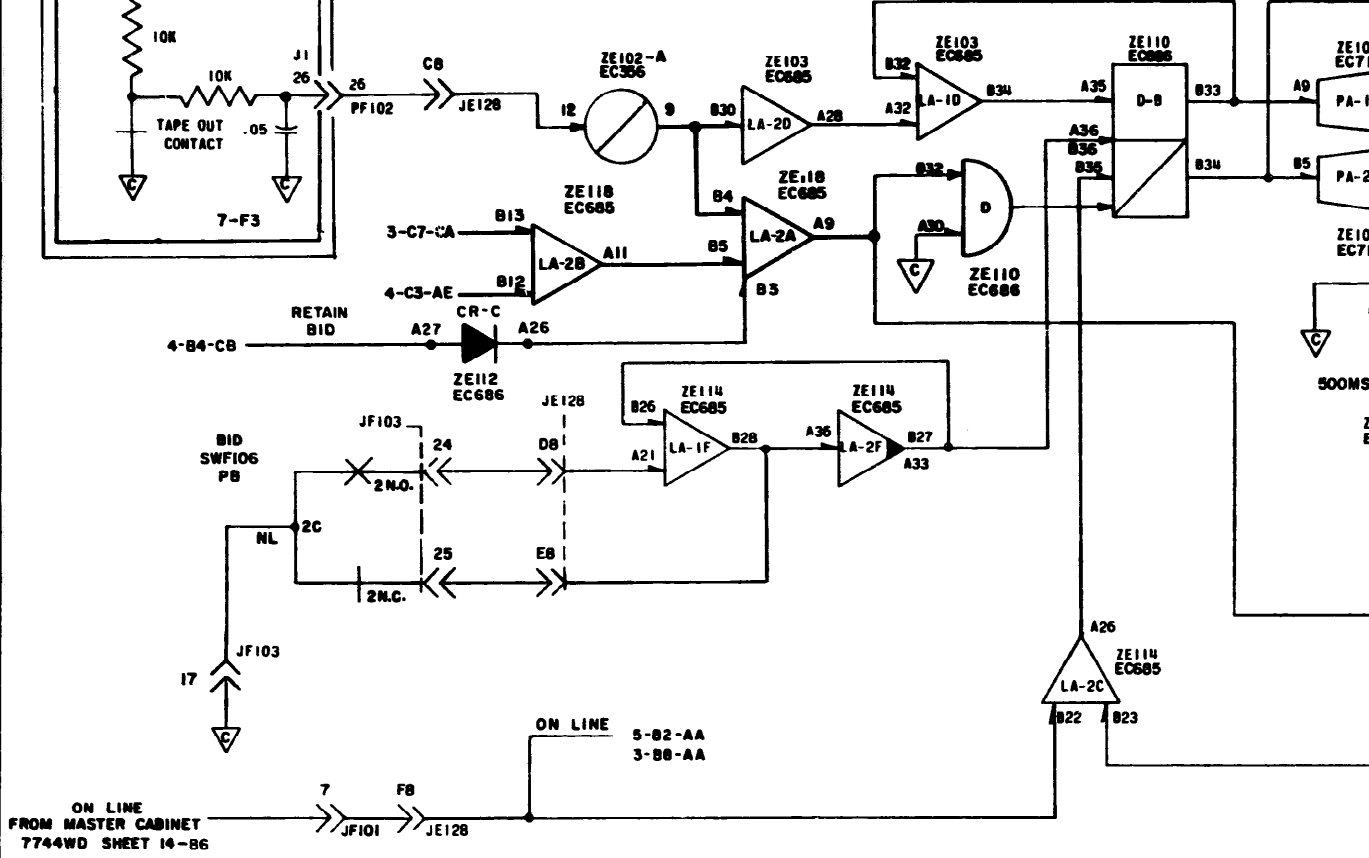 10K
10K
J1
26
26
PF102
C8
JE128
TAPE OUT
CONTACT
.05
C
C
7-F3
ZE102-A
EC356
12
9
ZE103
EC685
B30
LA-2D
A28
B32
A32
ZE103
EC685
LA-1D
B34
A35
ZE110
EC686
D-B
B33
A9
PA-1
A36
B36
B35
B34
B5
PA-2
ZE118
EC685
3-C7-CA
B13
LA-2B
A11
4-C3-AE
B12
B4
ZE118
EC685
LA-2A
A9
B5
B3
B32
D
A30
C
ZE110
EC686
C
500MS
RETAIN
BID
4-B4-CB
A27
CR-C
A26
ZE112
EC686
JF103
JE128
BID
SWF106
PB
24
D8
2 N.O.
B26
A21
ZE114
EC685
LA-1F
B28
A36
ZE114
EC685
LA-2F
B27
A33
NL
2C
25
E8
2N.C.
17
JF103
C
A26
ZE114
EC685
LA-2C
B22
B23
ON LINE
5-B2-AA
3-B8-AA
7
JF101
F8
JE128
ON LINE
FROM MASTER CABINET
7744WD SHEET 14-B6